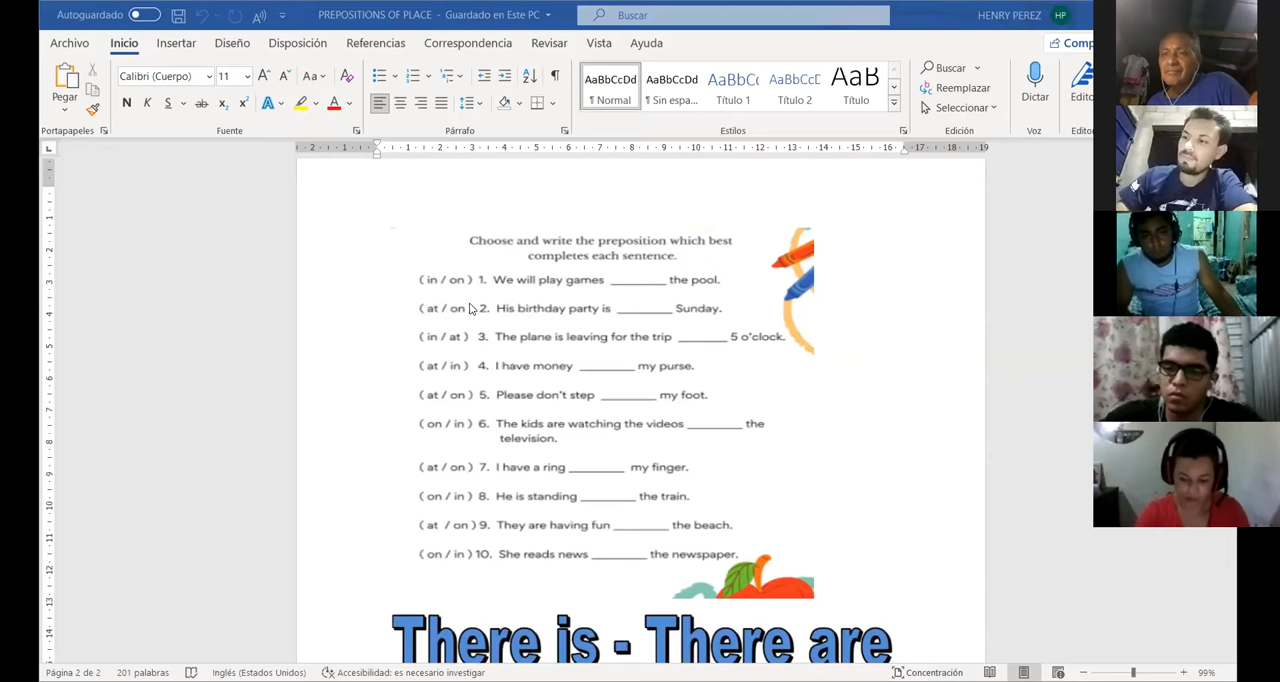 Autoguardado
PREPOSITIONS OF PLACE - Guardado en Este PC
Buscar
HENRY PEREZ
HP
Archivo Inicio Insertar Diseño Disposición Referencias Correspondencia Revisar Vista Ayuda
Comp
Pegar
Calibri (Cuerpo) 11
AaBbCcDd AaBbCcDd AaBbCc AaBbCcC AaB
¶ Normal ¶ Sin espa... Título 1 Título 2 Título
Buscar
Reemplazar
Seleccionar
Dictar
Edito
Portapapeles Fuente Párrafo Estilos Edición Voz Editor
Choose and write the preposition which best
completes each sentence.
( in / on ) 1. We will play games ________ the pool.
( at / on 2. His birthday party is ________ Sunday.
( in / at ) 3. The plane is leaving for the trip _______ 5 o'clock.
( at / in ) 4. I have money ________ my purse.
( at / on ) 5. Please don't step ________ my foot.
( on / in ) 6. The kids are watching the videos ________ the
television.
( at / on ) 7. I have a ring ________ my finger.
( on / in ) 8. He is standing ________ the train.
( at / on ) 9. They are having fun ________ the beach.
( on / in ) 10. She reads news ________ the newspaper.
There is - There are
Página 2 de 2 201 palabras Inglés (Estados Unidos) Accesibilidad: es necesario investigar Concentración 99%